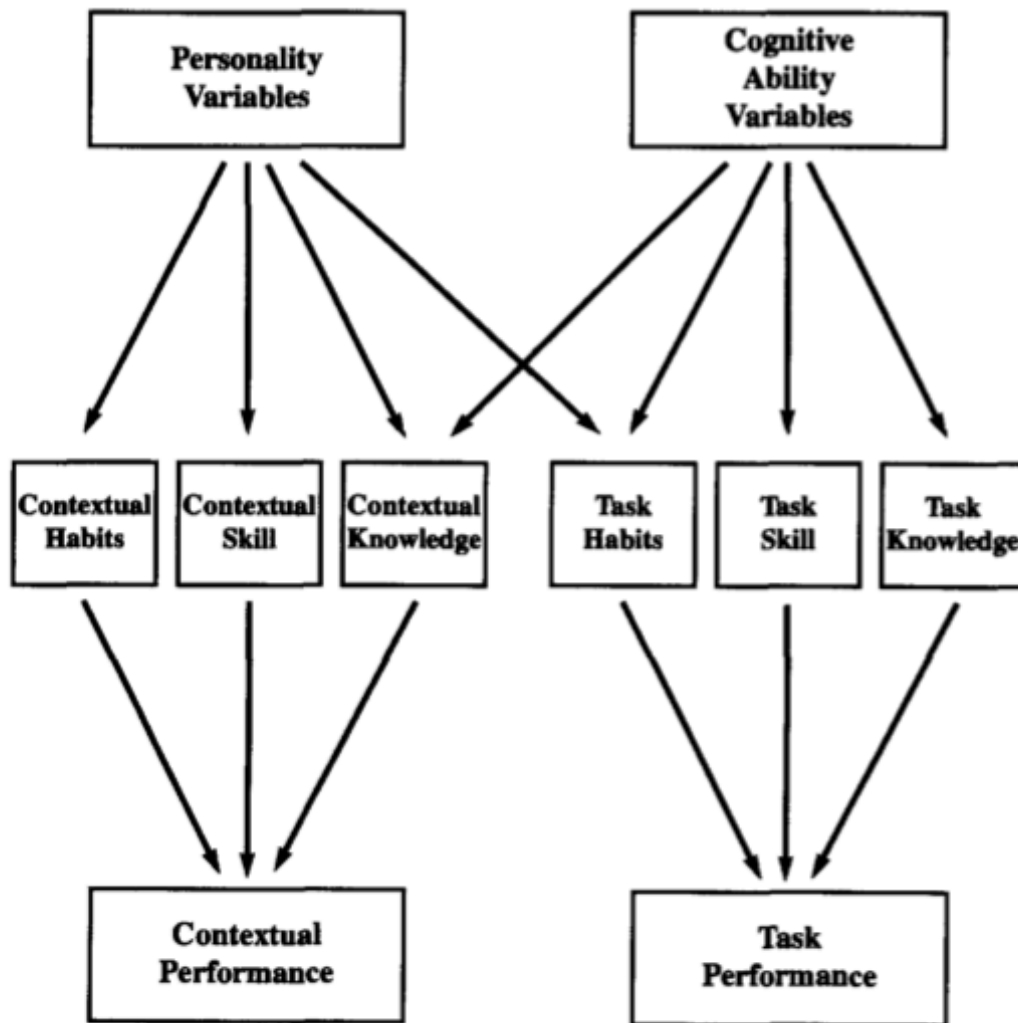 Personality
Variables
Cognitive
Ability
Variables
Contextual
Habits
Contextual
Skill
Contextual
Knowledge
Task
Habits
Task
Skill
Task
Knowledge
Contextual
Performance
Task
Performance